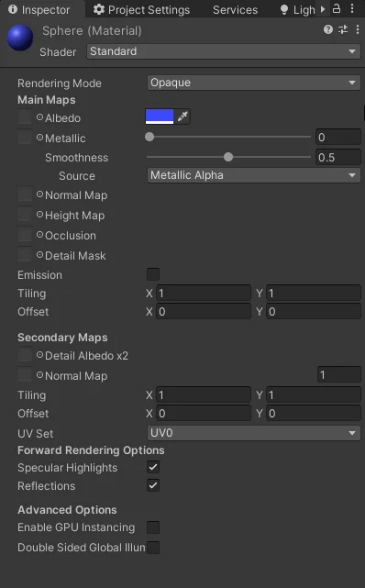 Inspector Project Settings Services Ligh
Sphere (Material)
Shader Standard
Rendering Mode Opaque
Main Maps
Albedo
Metallic 0
Smoothness 0.5
Source Metallic Alpha
Normal Map
Height Map
Occlusion
Detail Mask
Emission
Tiling X 1 Y 1
Offset X 0 Y 0
Secondary Maps
Detail Albedo x2
Normal Map 1
Tiling X 1 Y 1
Offset X 0 Y 0
UV Set UV0
Forward Rendering Options
Specular Highlights
Reflections
Advanced Options
Enable GPU Instancing
Double Sided Global Illun